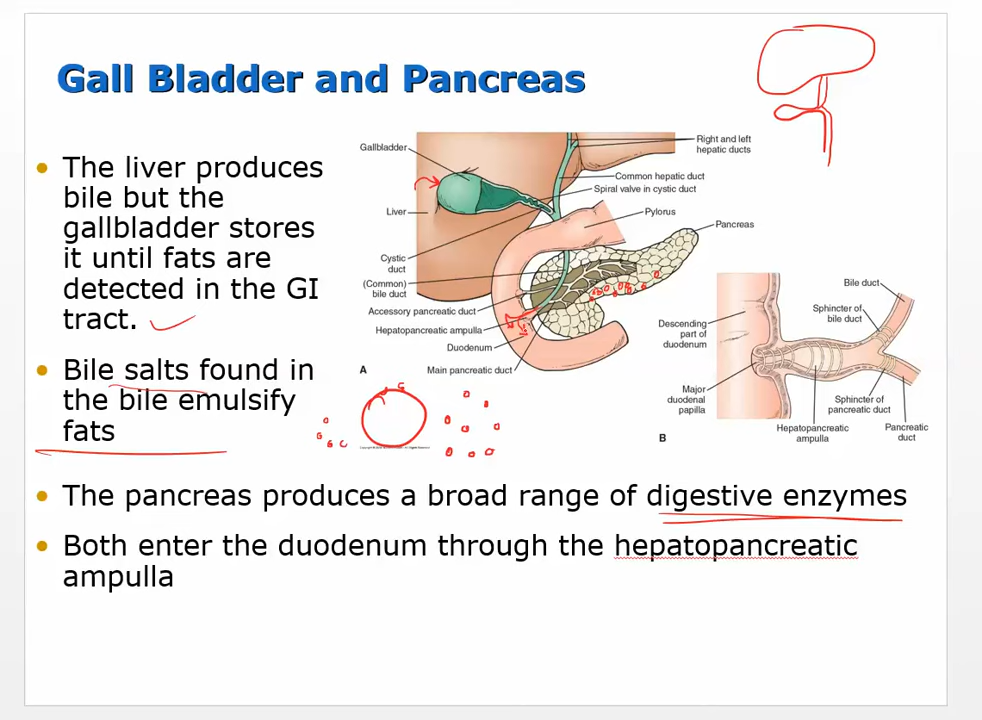 Gall Bladder and Pancreas
• The liver produces
bile but the
gallbladder stores
it until fats are
detected in the GI
tract.
• Bile salts found in
the bile emulsify
fats
• The pancreas produces a broad range of digestive enzymes
• Both enter the duodenum through the hepatopancreatic
ampulla
Gallbladder
Liver
Cystic
duct
(Common)
bile duct
Accessory pancreatic duct
Hepatopancreatic ampulla
Duodenum
Main pancreatic duct
A
Right and left
hepatic ducts
Common hepatic duct
Spiral valve in cystic duct
Pylorus
Pancreas
Bile duct
Sphincter of
bile duct
Descending
part of
duodenum
Major
duodenal
papilla
Sphincter of
pancreatic duct
Hepatopancreatic
ampulla
Pancreatic
duct
B